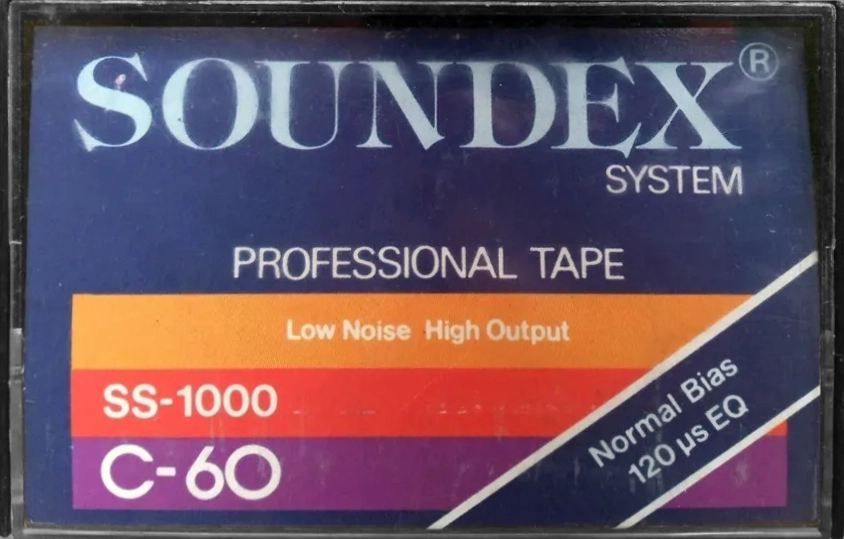 SOUNDEX®
SYSTEM
PROFESSIONAL TAPE
Low Noise High Output
SS-1000
C-60
Normal Bias
120 µs EQ